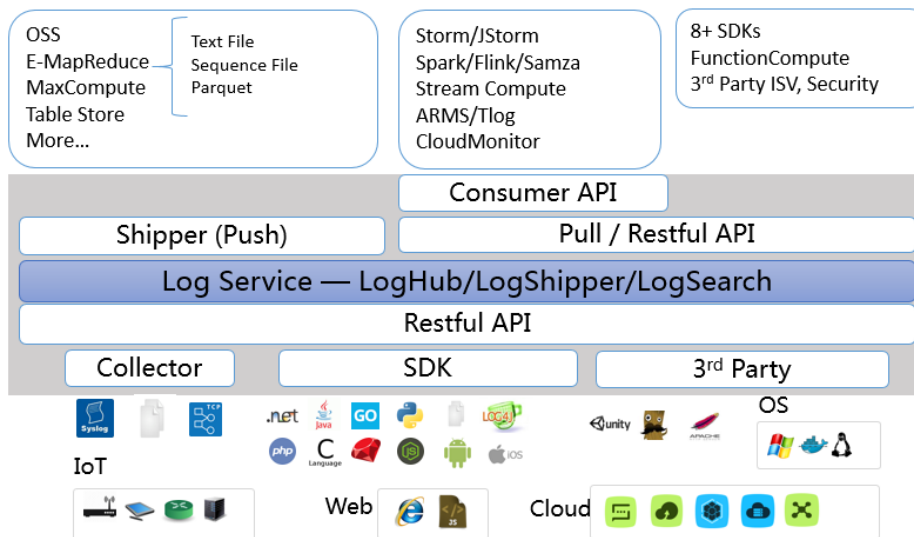 OSS
E-MapReduce
MaxCompute
Table Store
More...
Text File
Sequence File
Parquet
Storm/JStorm
Spark/Flink/Samza
Stream Compute
ARMS/Tlog
CloudMonitor
8+ SDKs
FunctionCompute
3rd Party ISV, Security
Consumer API
Shipper (Push)
Pull / Restful API
Log Service — LogHub/LogShipper/LogSearch
Restful API
Collector
SDK
3rd Party
Syslog
TCP
.net
Java
GO
LOG4J
unity
APACHE
OS
php
C
Language
JS
iOS
IoT
Web
JS
Cloud